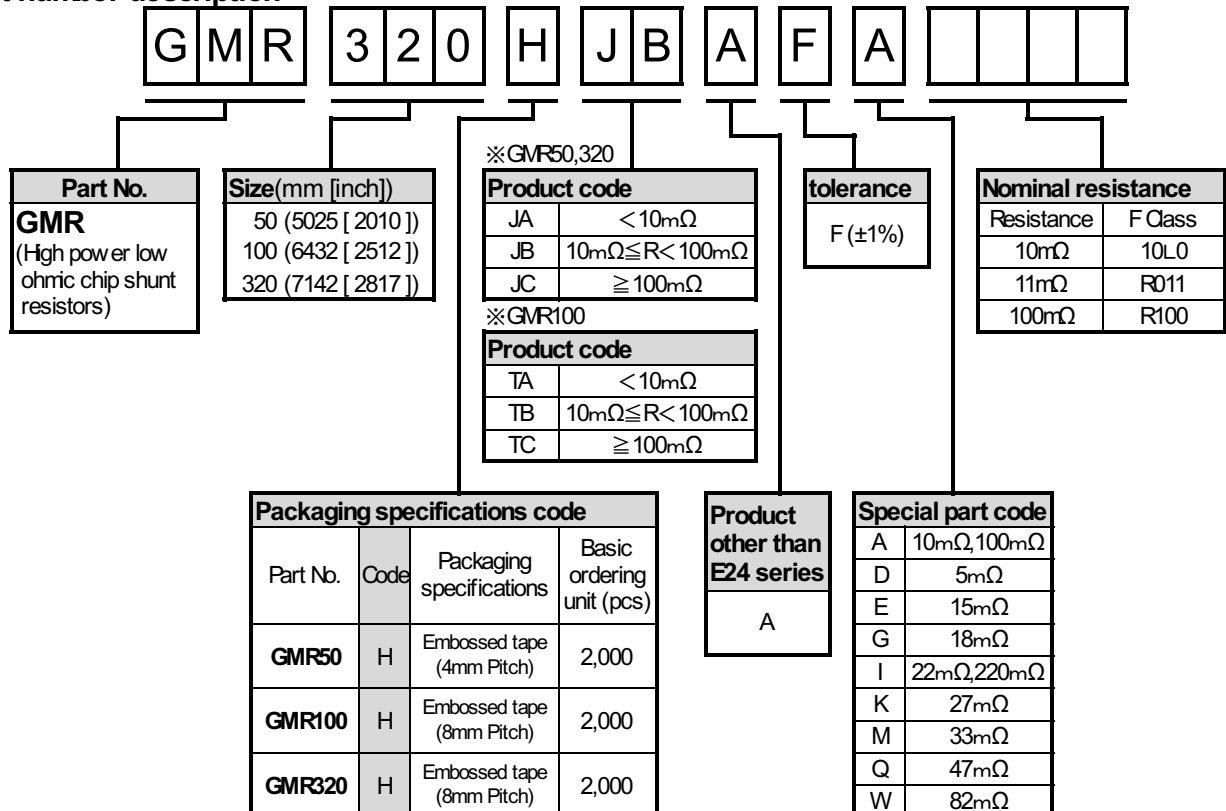 GMR 320 H JB A F A
※GMR50,320
Part No.
GMR
(High power low
ohmic chip shunt
resistors)
Size(mm [inch])
50 (5025 [ 2010 ])
100 (6432 [ 2512 ])
320 (7142 [ 2817 ])
Product code
JA <10mΩ
JB 10mΩ≦R<100mΩ
JC ≧100mΩ
※GMR100
Product code
TA <10mΩ
TB 10mΩ≦R<100mΩ
TC ≧100mΩ
tolerance
F (±1%)
Nominal resistance
Resistance F Class
10mΩ 10L0
11mΩ R011
100mΩ R100
Packaging specifications code
Part No. Code Packaging specifications Basic ordering unit (pcs)
GMR50 H Embossed tape (4mm Pitch) 2,000
GMR100 H Embossed tape (8mm Pitch) 2,000
GMR320 H Embossed tape (8mm Pitch) 2,000
Product
other than
E24 series
A
Special part code
A 10mΩ,100mΩ
D 5mΩ
E 15mΩ
G 18mΩ
I 22mΩ,220mΩ
K 27mΩ
M 33mΩ
Q 47mΩ
W 82mΩ